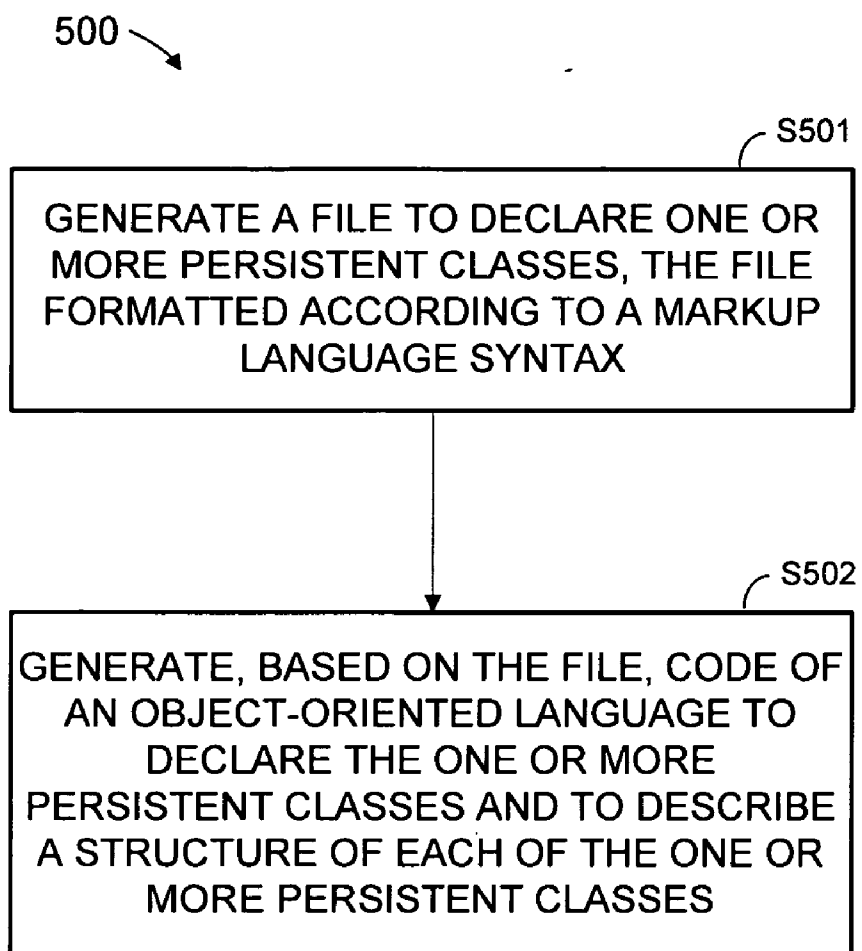 500
S501
GENERATE A FILE TO DECLARE ONE OR
MORE PERSISTENT CLASSES, THE FILE
FORMATTED ACCORDING TO A MARKUP
LANGUAGE SYNTAX
S502
GENERATE, BASED ON THE FILE, CODE OF
AN OBJECT-ORIENTED LANGUAGE TO
DECLARE THE ONE OR MORE
PERSISTENT CLASSES AND TO DESCRIBE
A STRUCTURE OF EACH OF THE ONE OR
MORE PERSISTENT CLASSES